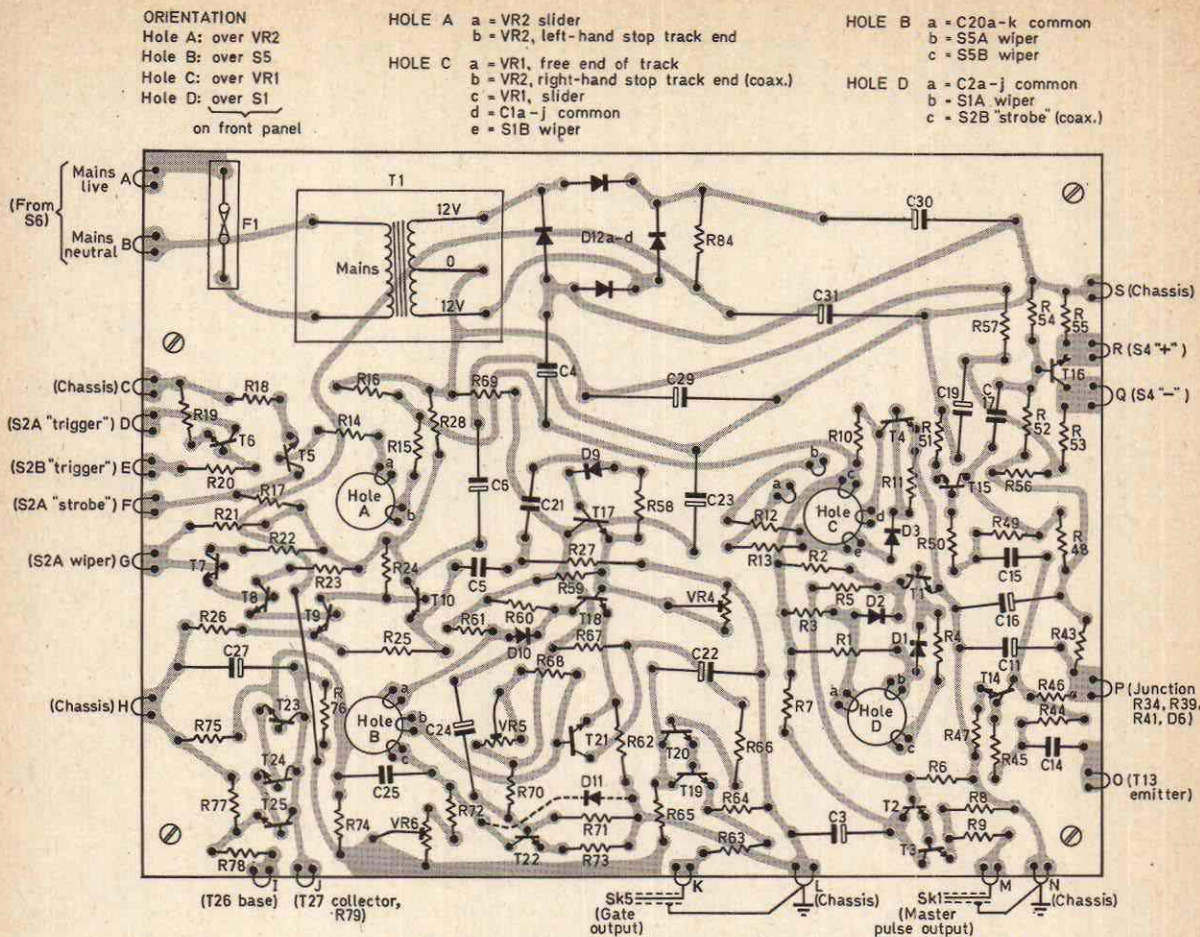 ORIENTATION
Hole A: over VR2
Hole B: over S5
Hole C: over VR1
Hole D: over S1
on front panel
HOLE A a = VR2 slider
b = VR2, left-hand stop track end
HOLE C a = VR1, free end of track
b = VR2, right-hand stop track end (coax.)
c = VR1, slider
d = C1a-j common
e = S1B wiper
HOLE B a = C20a-k common
b = S5A wiper
c = S5B wiper
HOLE D a = C2a-j common
b = S1A wiper
c = S2B "strobe" (coax.)
(From S6)
Mains live A
Mains neutral B
F1
T1
12V
Mains
0
12V
D12a-d
R84
C30
C31
S (Chassis)
R (S4 "+")
Q (S4 "-")
R57
R54
R55
T16
(Chassis) C
(S2A "trigger") D
(S2B "trigger") E
(S2A "strobe") F
(S2A wiper) G
R19
R18
T6
T5
R20
R17
R21
R16
R14
R15
R28
R69
C4
C29
C6
C21
D9
T17
R58
C23
Hole A
a
b
R10
T4
R51
C19
C17
R52
R53
R11
T15
R56
a
b
c
d
e
Hole C
D3
R12
R13
R50
R49
C15
R48
T7
R22
R23
R24
T8
T9
T10
C5
R27
R59
R60
T18
R61
D10
R67
R68
VR4
R2
R5
R3
D2
T1
R1
D1
R4
C16
C11
R43
R26
C27
R25
(Chassis) H
R75
T23
R76
Hole B
a
b
c
C24
VR5
T21
R62
C22
T20
T19
R66
R7
Hole D
a
b
c
T14
R46
R44
R47
R45
C14
P (Junction R34, R39, R41, D6)
O (T13 emitter)
T24
T25
R77
R78
C25
R74
VR6
R72
R70
D11
R71
R73
T22
R65
R64
R63
C3
R6
T2
T3
R8
R9
I
(T26 base)
J
(T27 collector, R79)
K
Sk5
(Gate output)
L
(Chassis)
M
Sk1
(Master pulse output)
N
(Chassis)